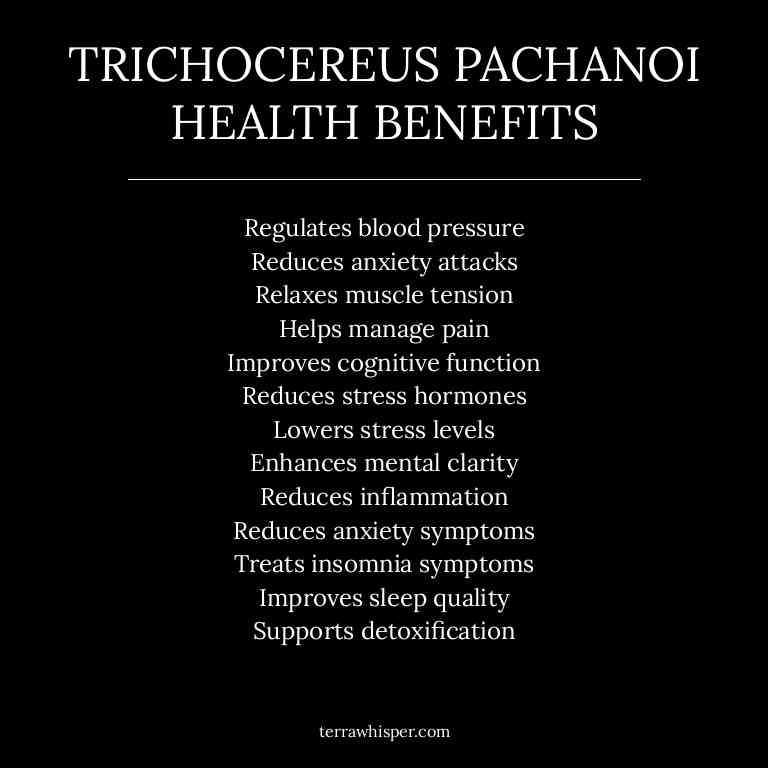 TRICHOCEREUS PACHANOI
HEALTH BENEFITS
Regulates blood pressure
Reduces anxiety attacks
Relaxes muscle tension
Helps manage pain
Improves cognitive function
Reduces stress hormones
Lowers stress levels
Enhances mental clarity
Reduces inflammation
Reduces anxiety symptoms
Treats insomnia symptoms
Improves sleep quality
Supports detoxification
terrawhisper.com